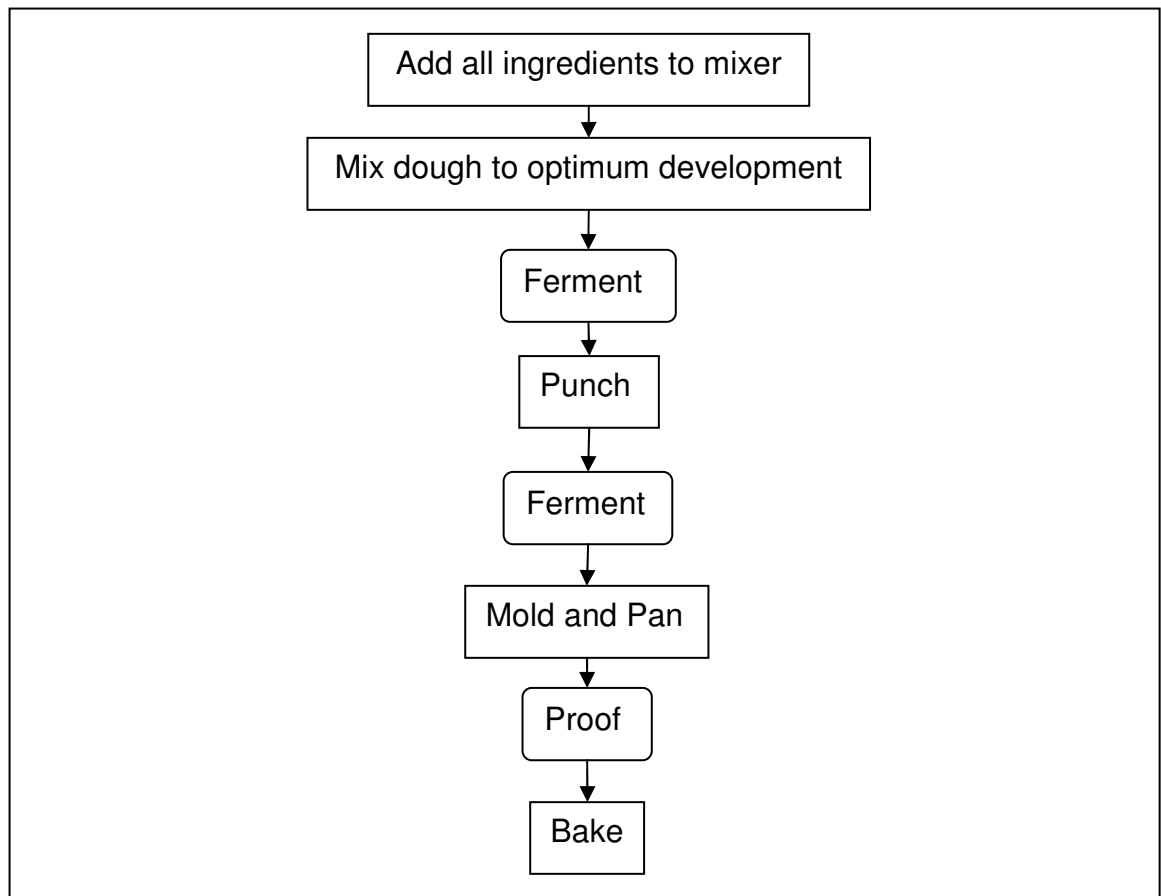 Add all ingredients to mixer
Mix dough to optimum development
Ferment
Punch
Ferment
Mold and Pan
Proof
Bake